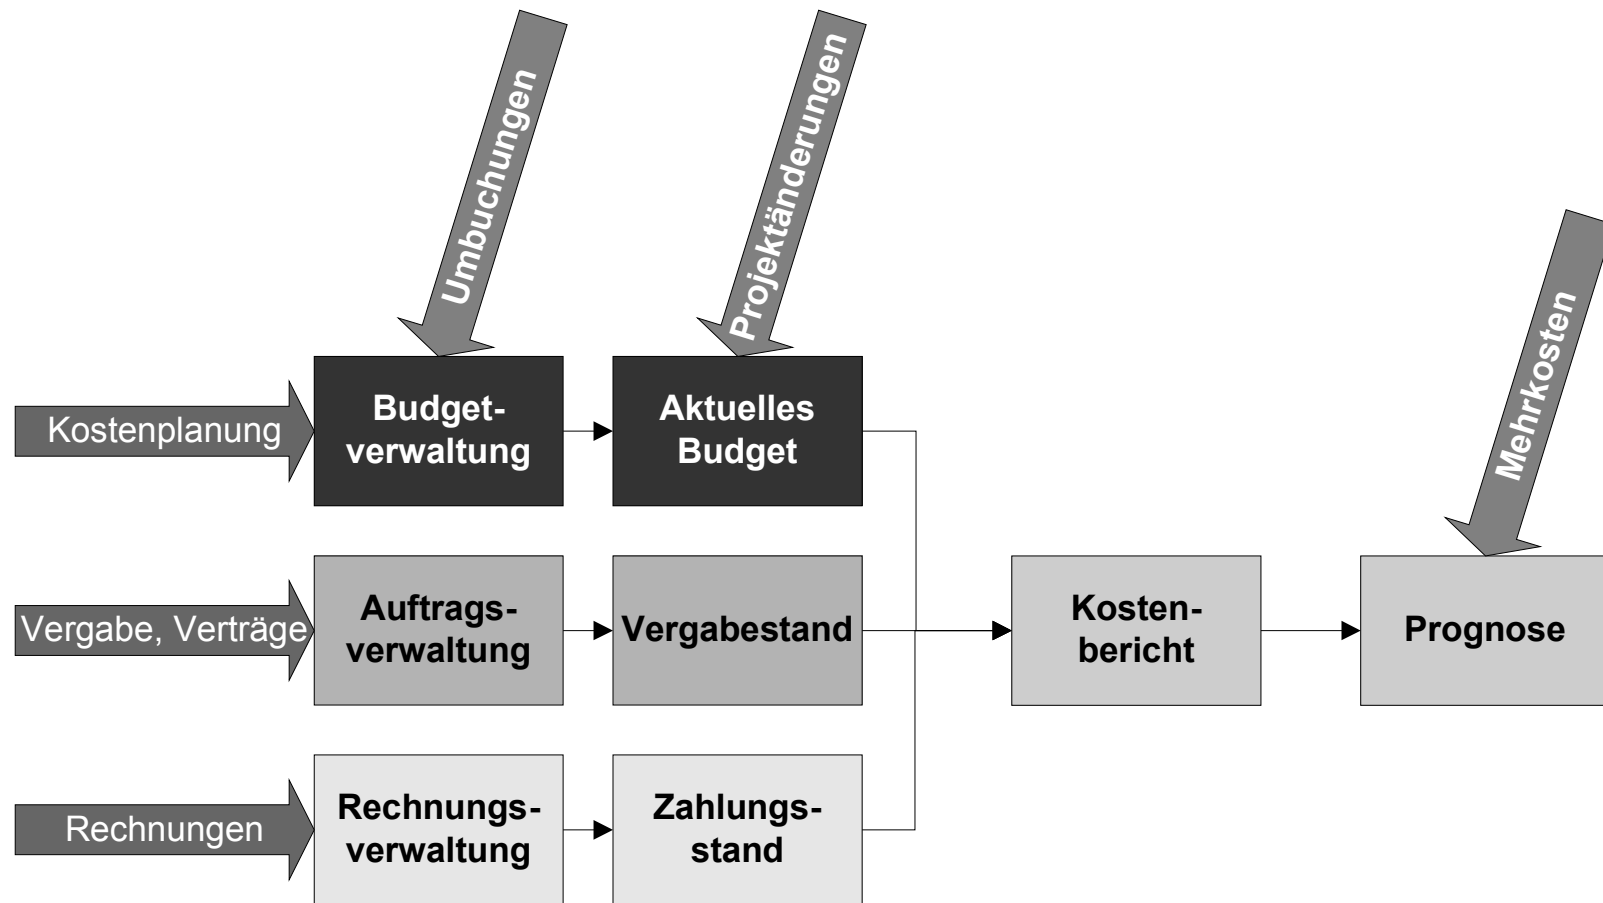 Umbuchungen
Projektänderungen
Mehrkosten
Kostenplanung
Budget-
verwaltung
Aktuelles
Budget
Vergabe, Verträge
Auftrags-
verwaltung
Vergabestand
Kosten-
bericht
Prognose
Rechnungen
Rechnungs-
verwaltung
Zahlungs-
stand